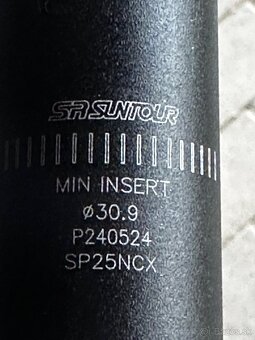 SR SUNTOUR
MIN INSERT
ø30.9
P240524
SP25NCX